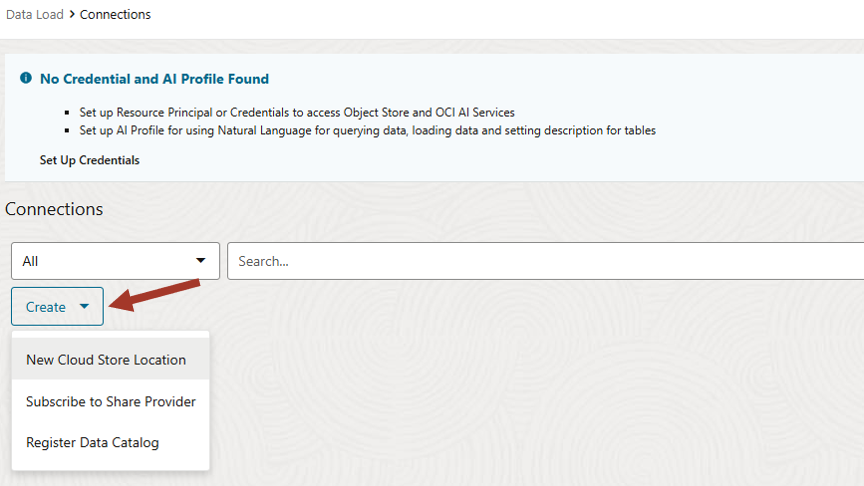 Data Load > Connections
No Credential and AI Profile Found
Set up Resource Principal or Credentials to access Object Store and OCI AI Services
Set up AI Profile for using Natural Language for querying data, loading data and setting description for tables
Set Up Credentials
Connections
All
Search...
Create
New Cloud Store Location
Subscribe to Share Provider
Register Data Catalog